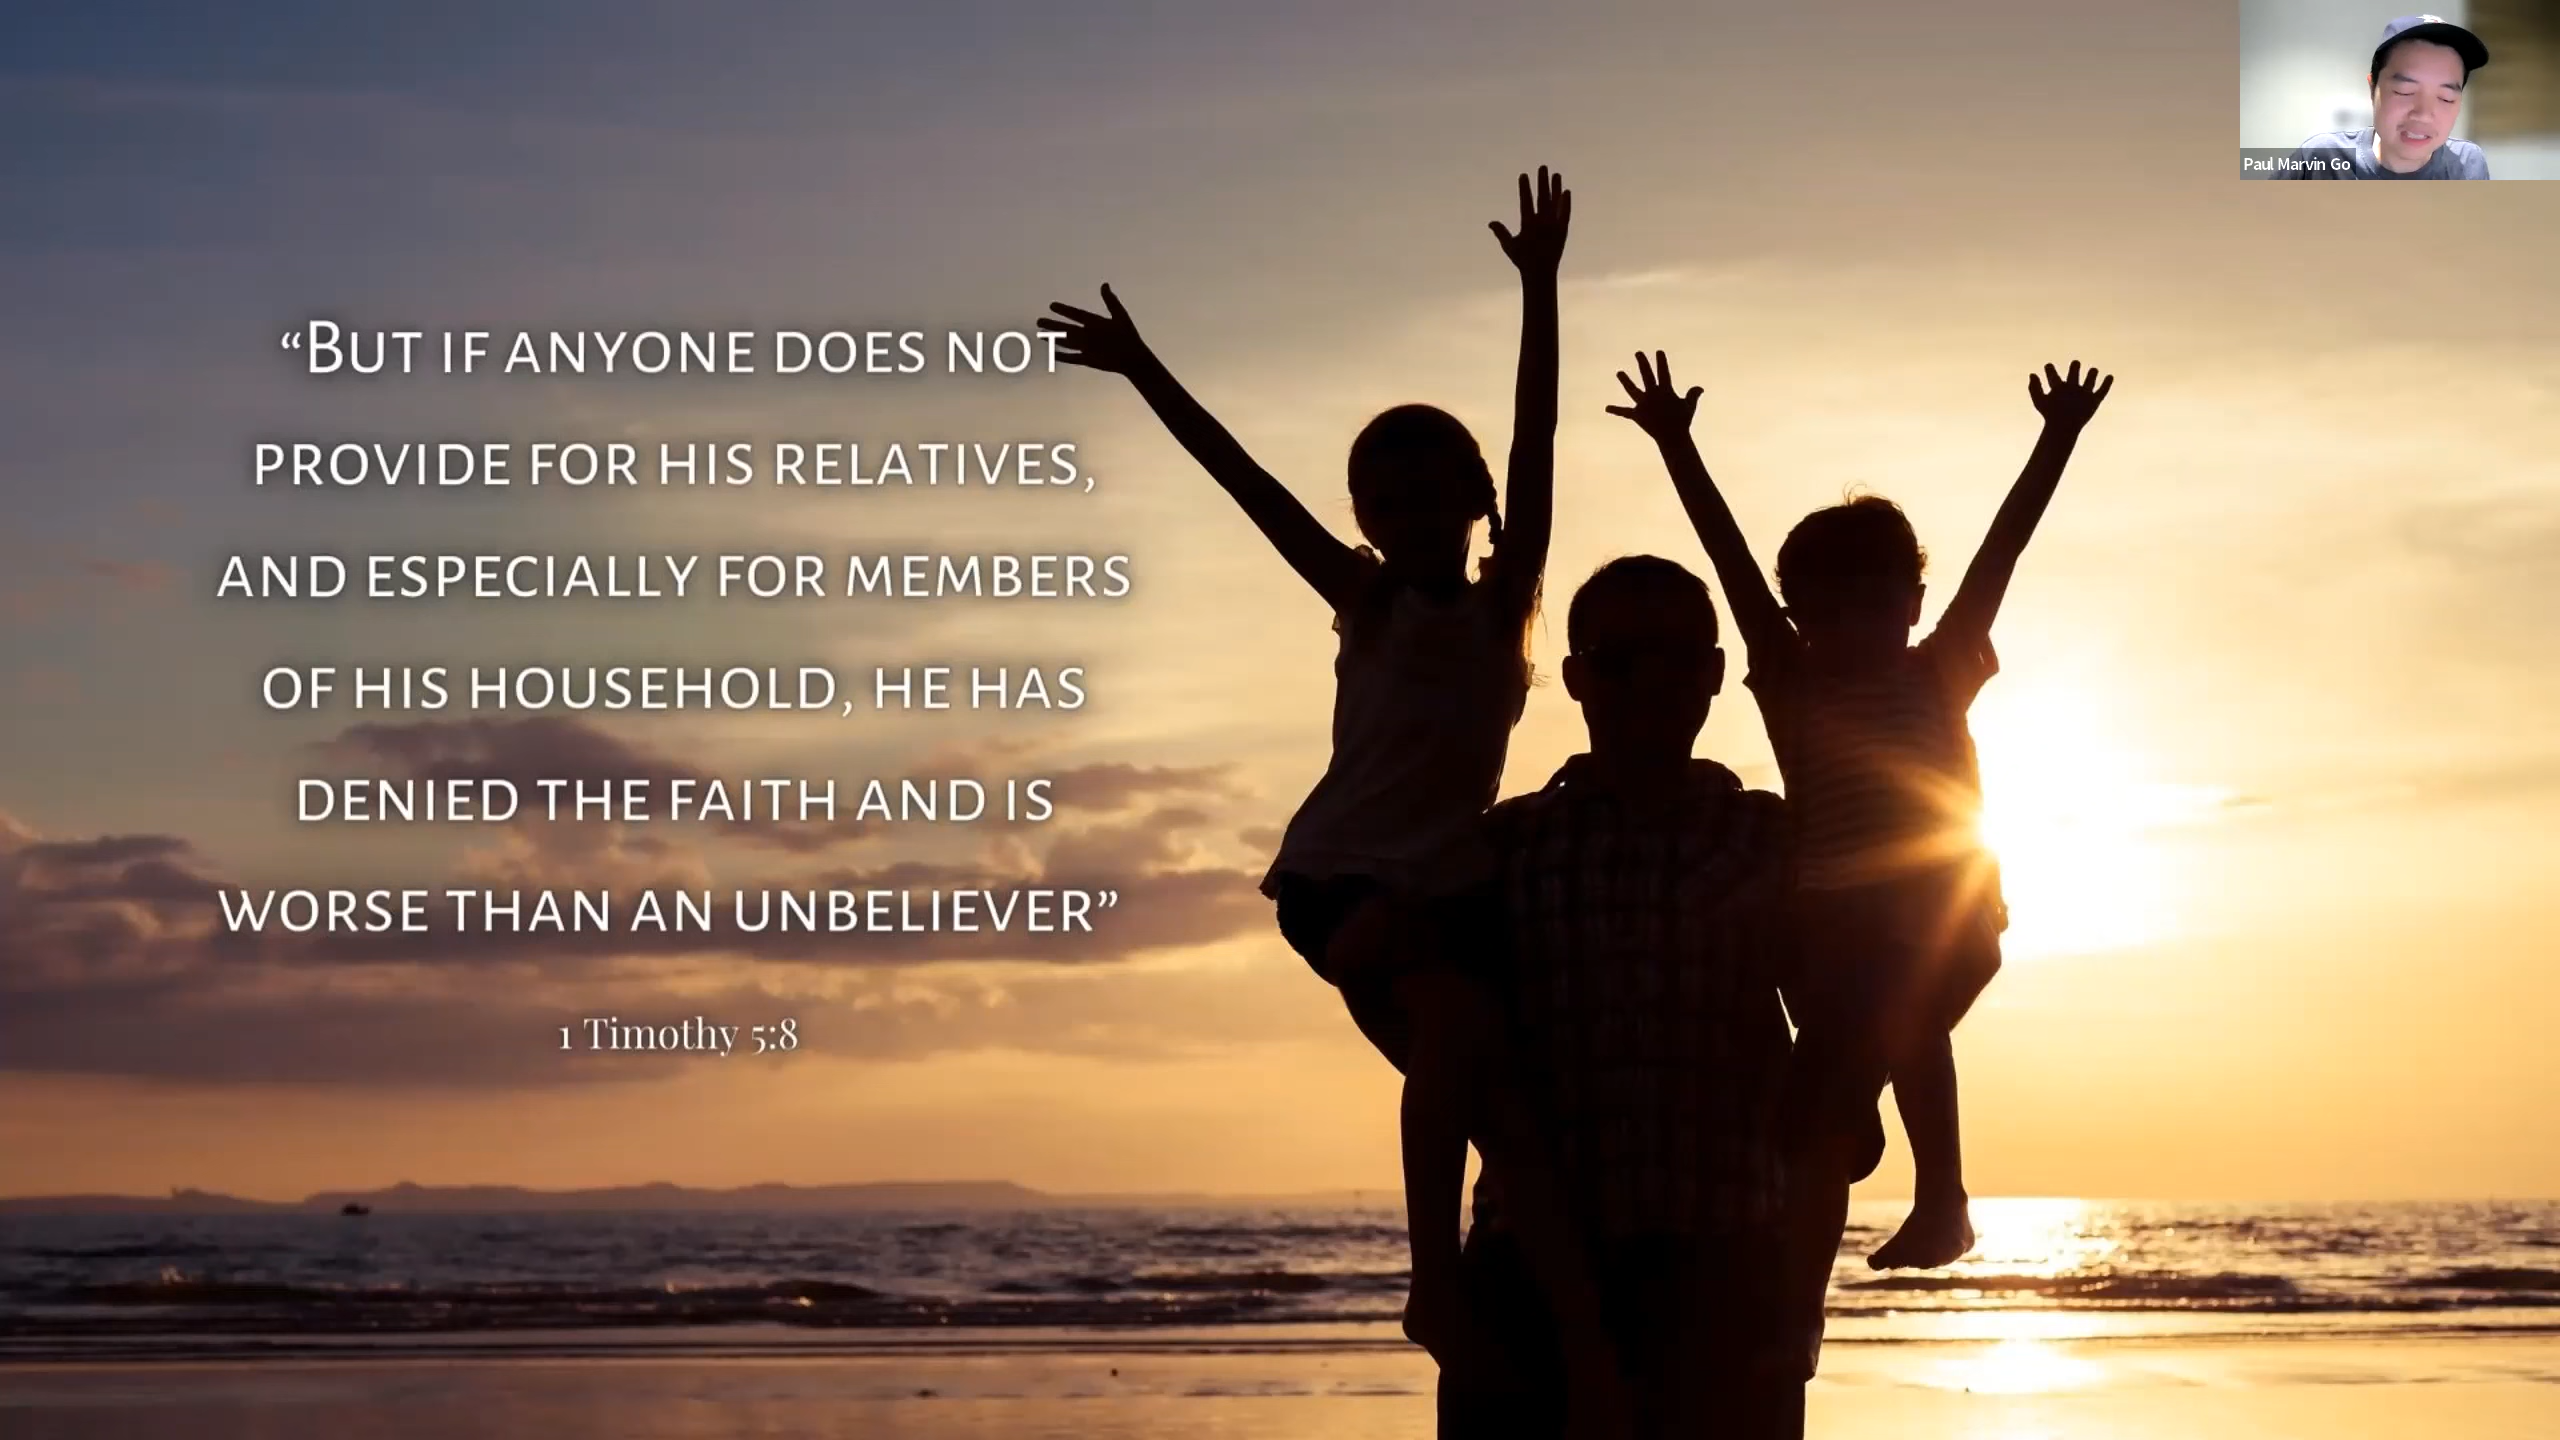 “But if anyone does not
provide for his relatives,
and especially for members
of his household, he has
denied the faith and is
worse than an unbeliever”
1 Timothy 5:8
Paul Marvin Go